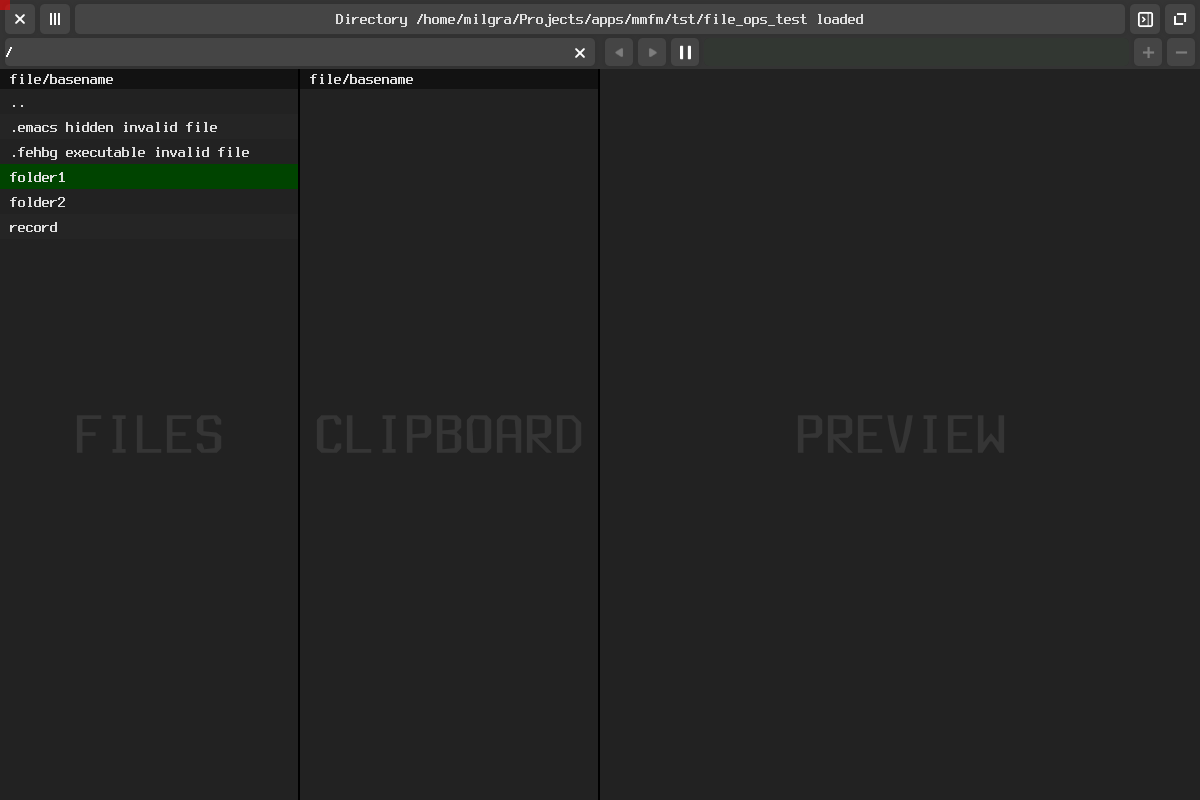 Directory /home/milgra/Projects/apps/mmfm/tst/file_ops_test loaded
/
file/basename
..
.emacs hidden invalid file
.fehbg executable invalid file
folder1
folder2
record
FILES
file/basename
CLIPBOARD
PREVIEW